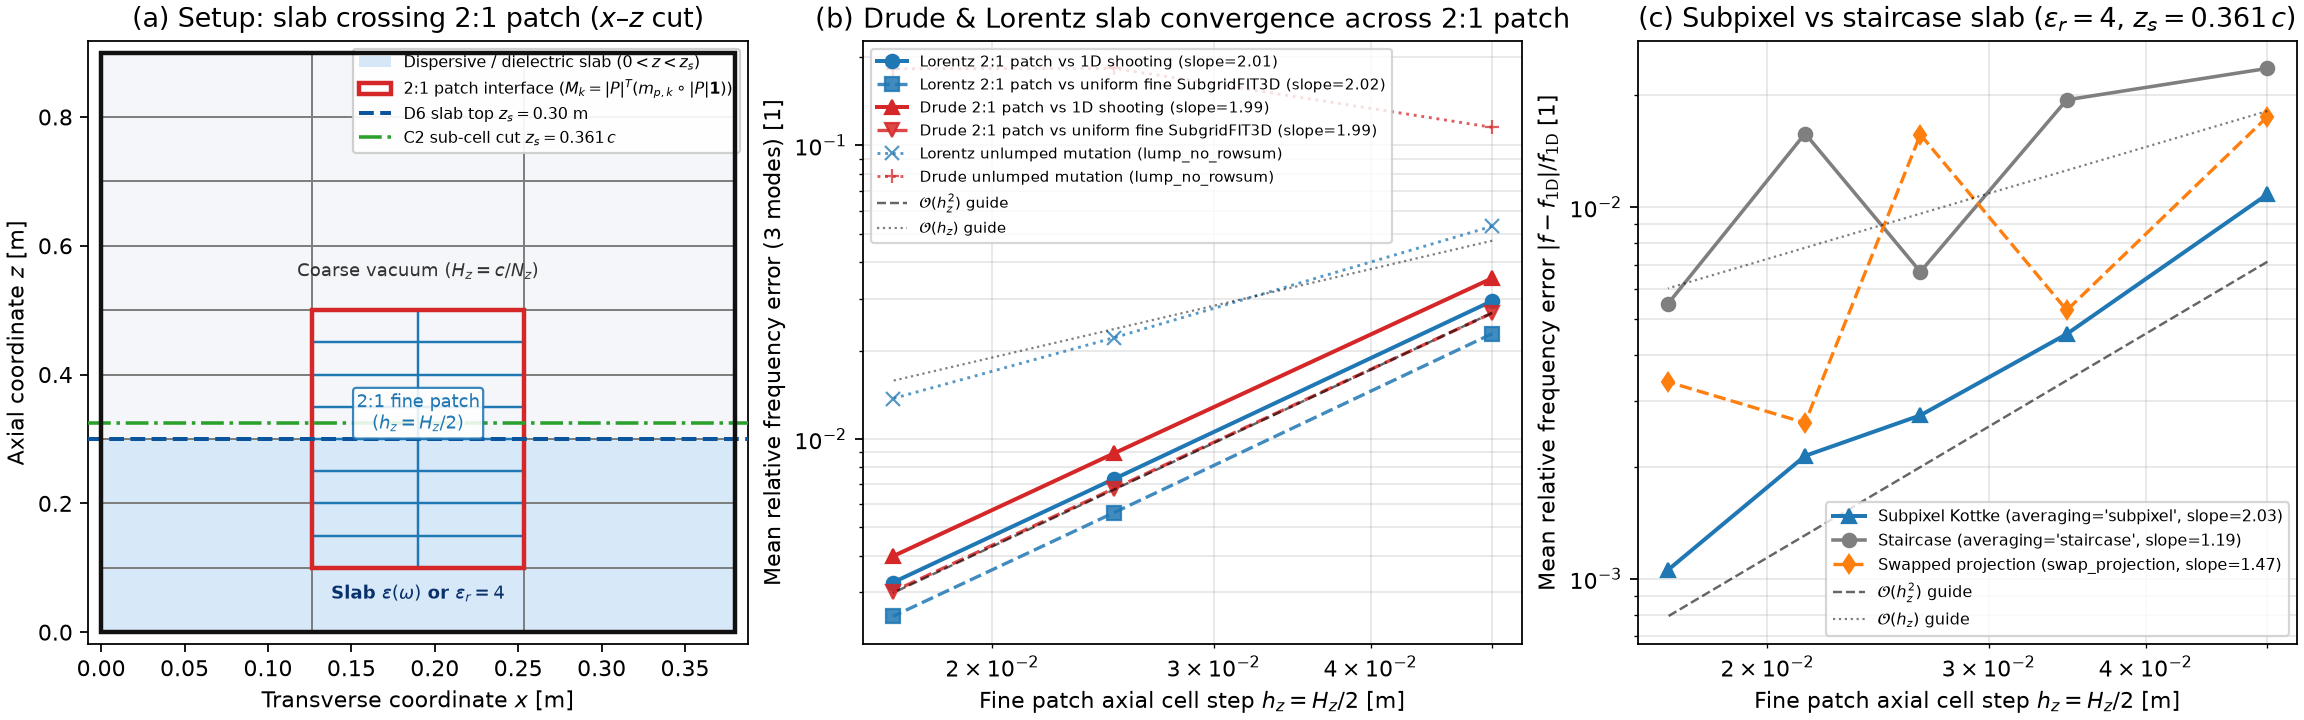 (a) Setup: slab crossing 2:1 patch (x–z cut)
Dispersive / dielectric slab (0 < z < z_s)
2:1 patch interface (M_k = |P|^T(m_{p,k} ∘ |P|1))
D6 slab top z_s = 0.30 m
C2 sub-cell cut z_s = 0.361 c
Coarse vacuum (H_z = c/N_z)
2:1 fine patch
(h_z = H_z/2)
Slab ε(ω) or ε_r = 4
Axial coordinate z [m]
0.8
0.6
0.4
0.2
0.0
0.00 0.05 0.10 0.15 0.20 0.25 0.30 0.35
Transverse coordinate x [m]
(b) Drude & Lorentz slab convergence across 2:1 patch
Lorentz 2:1 patch vs 1D shooting (slope=2.01)
Lorentz 2:1 patch vs uniform fine SubgridFIT3D (slope=2.02)
Drude 2:1 patch vs 1D shooting (slope=1.99)
Drude 2:1 patch vs uniform fine SubgridFIT3D (slope=1.99)
Lorentz unlumped mutation (lump_no_rowsum)
Drude unlumped mutation (lump_no_rowsum)
𝒪(h_z^2) guide
𝒪(h_z) guide
Mean relative frequency error (3 modes) [1]
10^{−1}
10^{−2}
2 × 10^{−2} 3 × 10^{−2} 4 × 10^{−2}
Fine patch axial cell step h_z = H_z/2 [m]
(c) Subpixel vs staircase slab (ε_r = 4, z_s = 0.361 c)
Mean relative frequency error |f − f_{1D}|/f_{1D} [1]
10^{−2}
10^{−3}
Subpixel Kottke (averaging='subpixel', slope=2.03)
Staircase (averaging='staircase', slope=1.19)
Swapped projection (swap_projection, slope=1.47)
𝒪(h_z^2) guide
𝒪(h_z) guide
2 × 10^{−2} 3 × 10^{−2} 4 × 10^{−2}
Fine patch axial cell step h_z = H_z/2 [m]